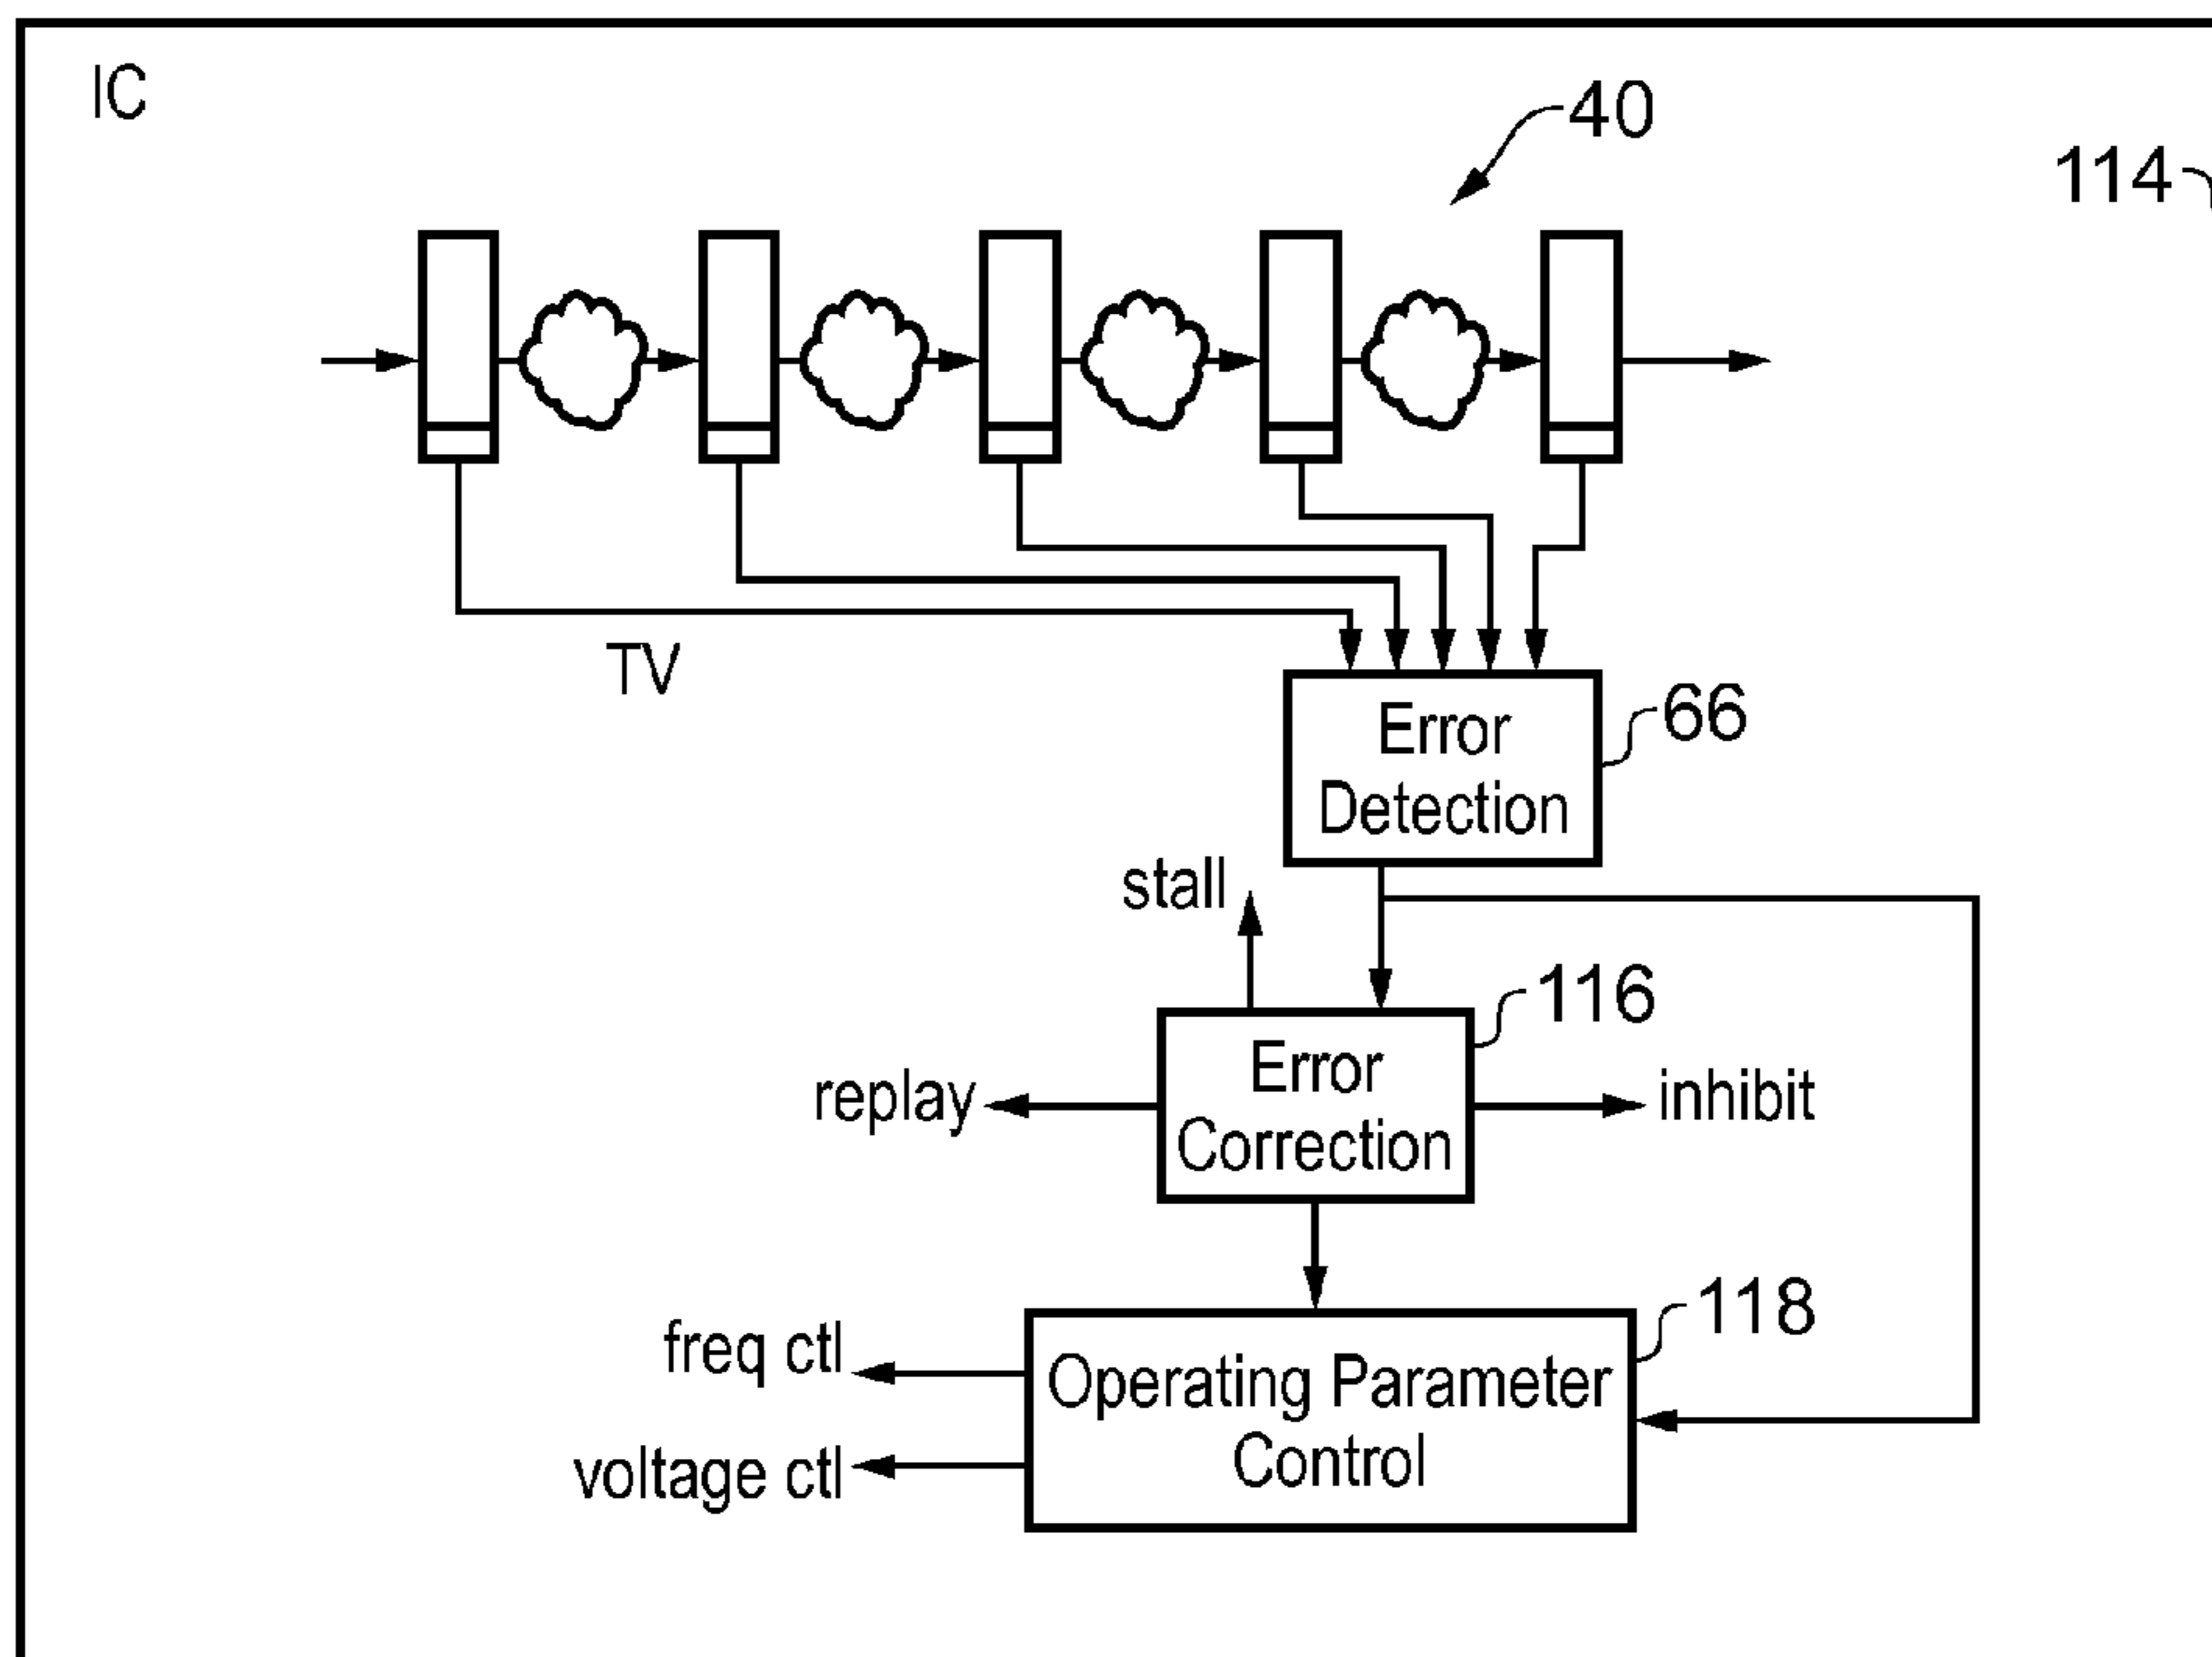 IC
40
114
TV
Error
Detection
66
stall
116
Error
Correction
replay
inhibit
118
freq ctl
Operating Parameter
Control
voltage ctl